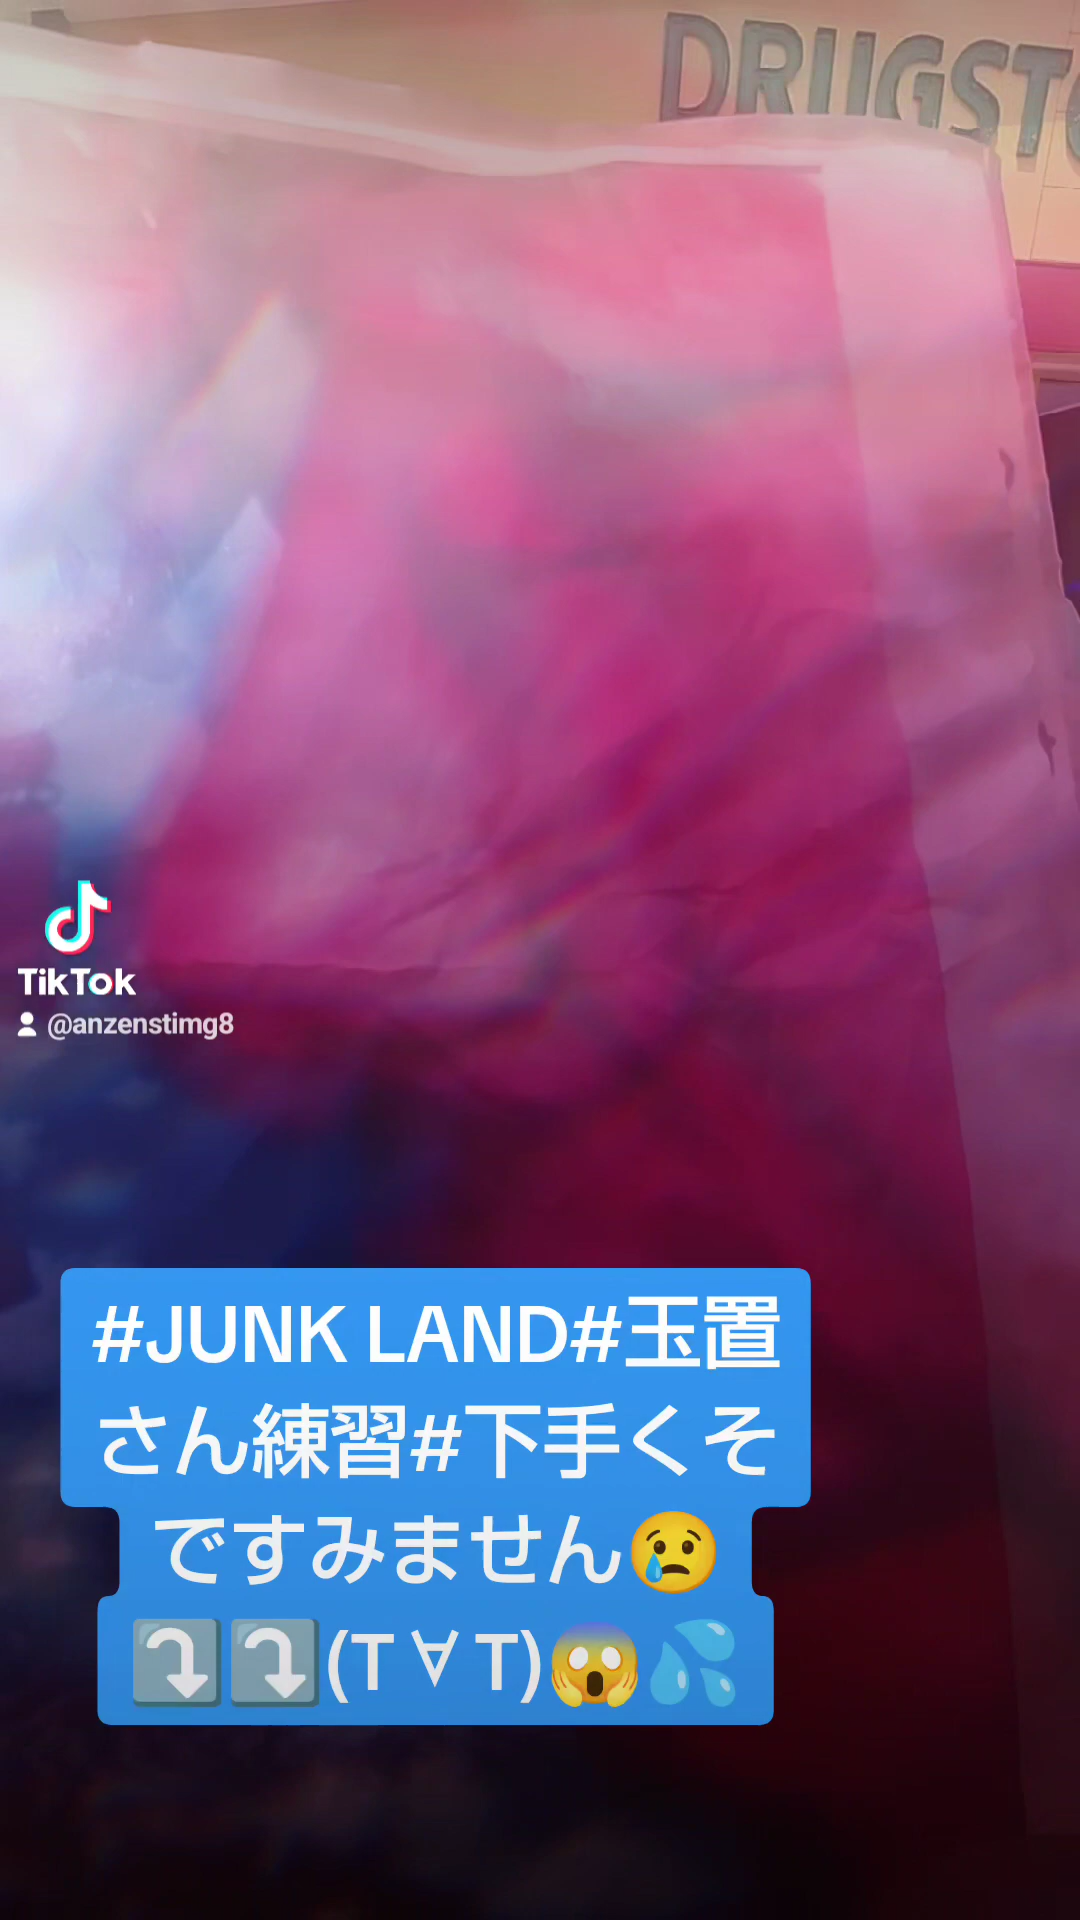 DRUGST
TikTok
@anzenstimg8
#JUNK LAND#玉置
さん練習#下手くそ
ですみません😢
⤵️⤵️(T∀T)😱💦